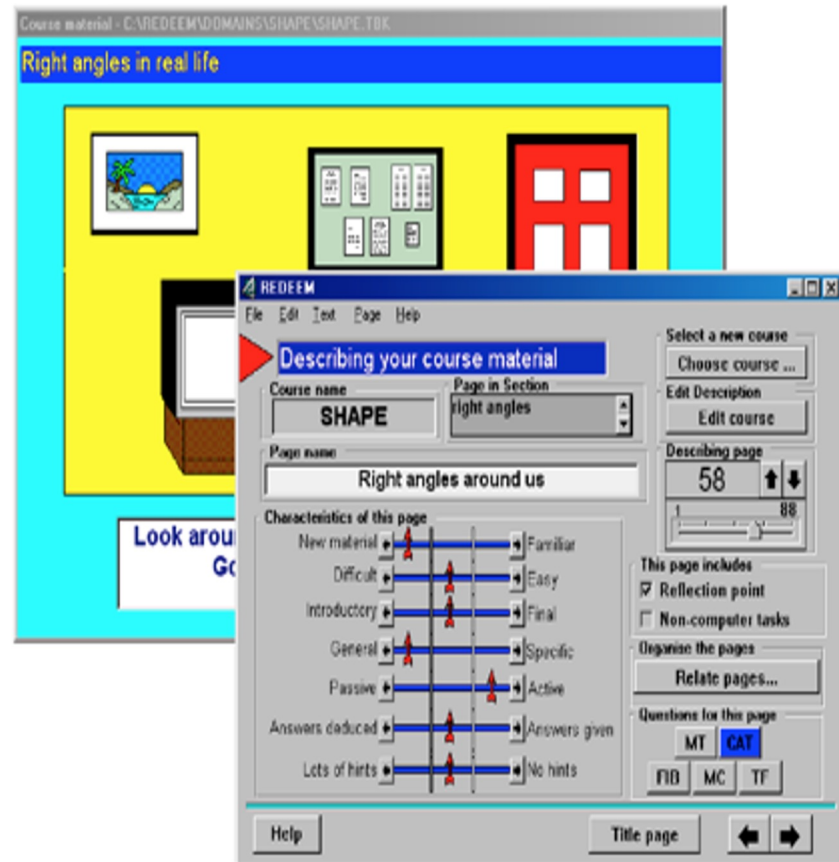 Course material - C:\REDEEM\DOMAINS\SHAPE\SHAPE.TBK
Right angles in real life
Look arou
Go
REDEEM
File Edit Text Page Help
Describing your course material
Select a new course
Choose course ...
Course name
SHAPE
Page in Section
right angles
Edit Description
Edit course
Page name
Right angles around us
Describing page
58
1 88
Characteristics of this page
New material Familiar
Difficult Easy
Introductory Final
General Specific
Passive Active
Answers deduced Answers given
Lots of hints No hints
This page includes
Reflection point
Non-computer tasks
Organise the pages
Relate pages...
Questions for this page
MT CAT
FIB MC TF
Help
Title page